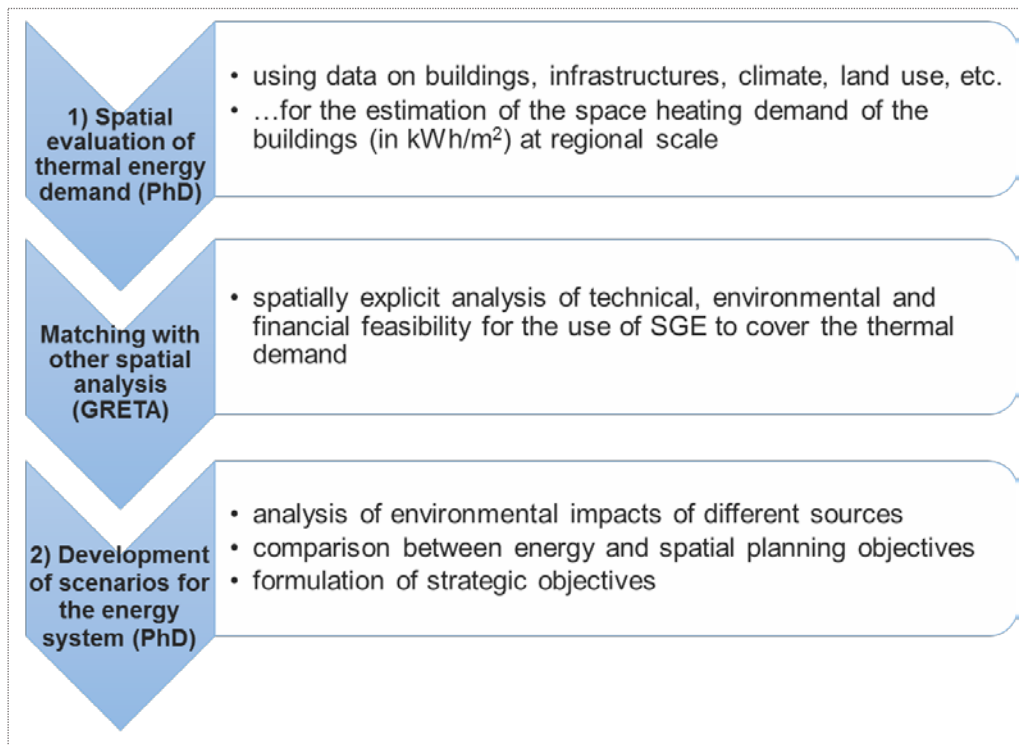 1) Spatial
evaluation of
thermal energy
demand (PhD)
• using data on buildings, infrastructures, climate, land use, etc.
• …for the estimation of the space heating demand of the
buildings (in kWh/m²) at regional scale
Matching with
other spatial
analysis
(GRETA)
• spatially explicit analysis of technical, environmental and
financial feasibility for the use of SGE to cover the thermal
demand
2) Development
of scenarios for
the energy
system (PhD)
• analysis of environmental impacts of different sources
• comparison between energy and spatial planning objectives
• formulation of strategic objectives